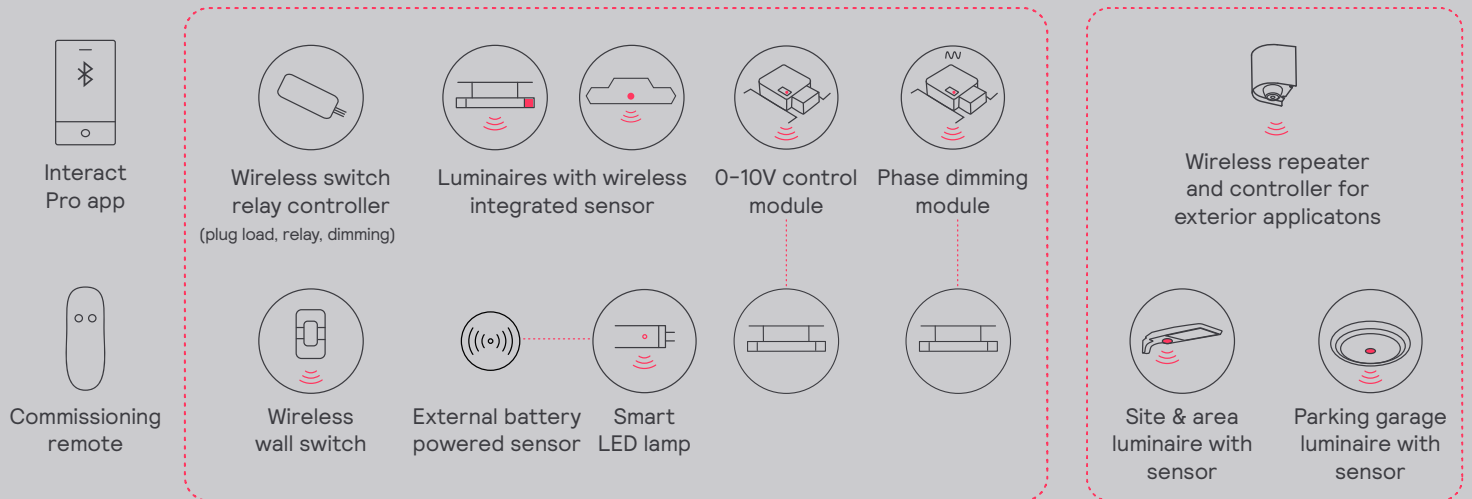 Interact
Pro app
Wireless switch
relay controller
(plug load, relay, dimming)
Luminaires with wireless
integrated sensor
0-10V control
module
Phase dimming
module
Wireless repeater
and controller for
exterior applicatons
Commissioning
remote
Wireless
wall switch
External battery
powered sensor
Smart
LED lamp
Site & area
luminaire with
sensor
Parking garage
luminaire with
sensor